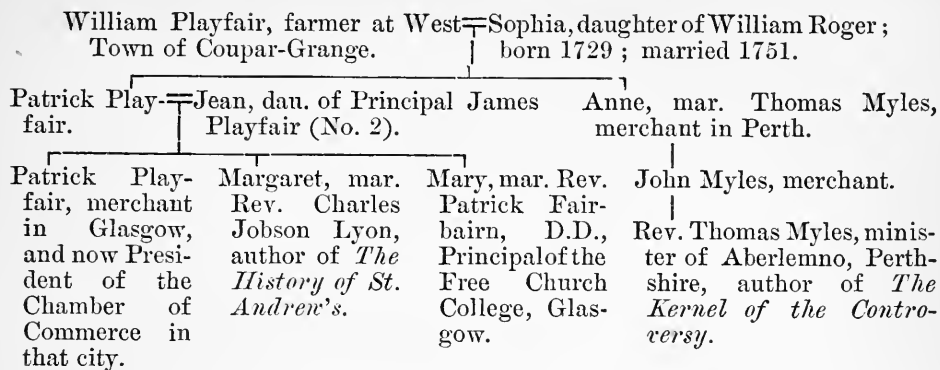 William Playfair, farmer at West
Town of Coupar-Grange.
Sophia, daughter of William Roger;
born 1729; married 1751.
Patrick Play-
fair.
Jean, dau. of Principal James
Playfair (No. 2).
Anne, mar. Thomas Myles,
merchant in Perth.
Patrick Play-
fair, merchant
in Glasgow,
and now Presi-
dent of the
Chamber of
Commerce in
that city.
Margaret, mar.
Rev. Charles
Jobson Lyon,
author of The
History of St.
Andrew's.
Mary, mar. Rev.
Patrick Fair-
bairn, D.D.,
Principal of the
Free Church
College, Glas-
gow.
John Myles, merchant.
Rev. Thomas Myles, minis-
ter of Aberlemno, Perth-
shire, author of The
Kernel of the Contro-
versy.